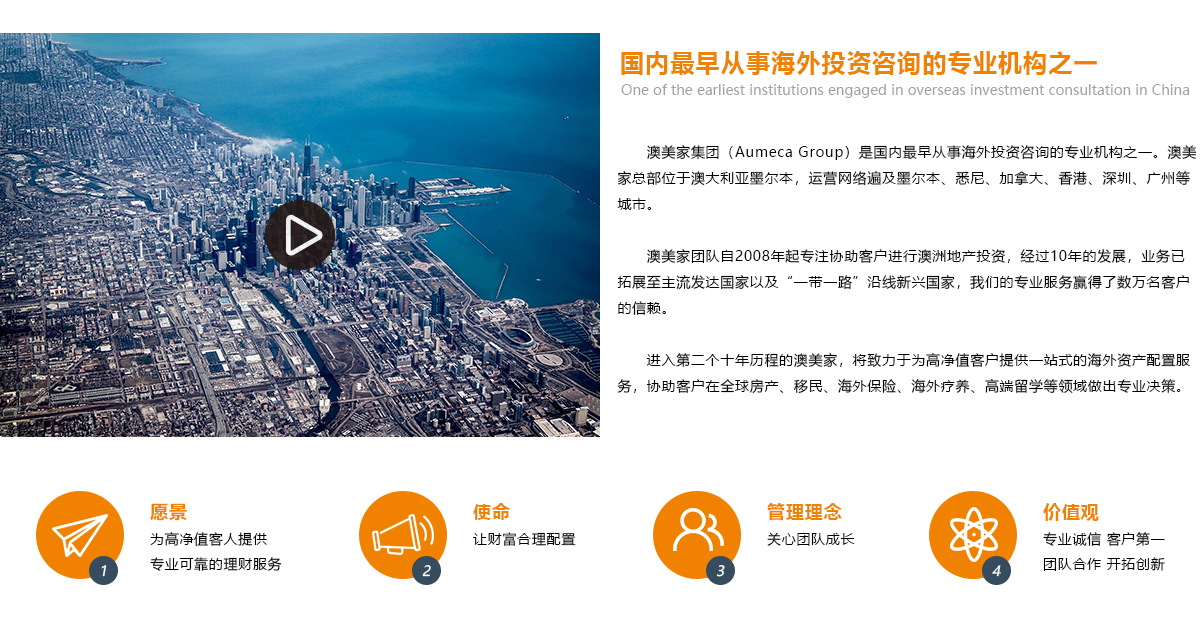 国内最早从事海外投资咨询的专业机构之一
One of the earliest institutions engaged in overseas investment consultation in China
澳美家集团（Aumeca Group）是国内最早从事海外投资咨询的专业机构之一。澳美
家总部位于澳大利亚墨尔本，运营网络遍及墨尔本、悉尼、加拿大、香港、深圳、广州等
城市。
澳美家团队自2008年起专注协助客户进行澳洲地产投资，经过10年的发展，业务已
拓展至主流发达国家以及“一带一路”沿线新兴国家，我们的专业服务赢得了数万名客户
的信赖。
进入第二个十年历程的澳美家，将致力于为高净值客户提供一站式的海外资产配置服
务，协助客户在全球房产、移民、海外保险、海外疗养、高端留学等领域做出专业决策。
愿景
为高净值客人提供
专业可靠的理财服务
1
使命
让财富合理配置
2
管理理念
关心团队成长
3
价值观
专业诚信 客户第一
团队合作 开拓创新
4